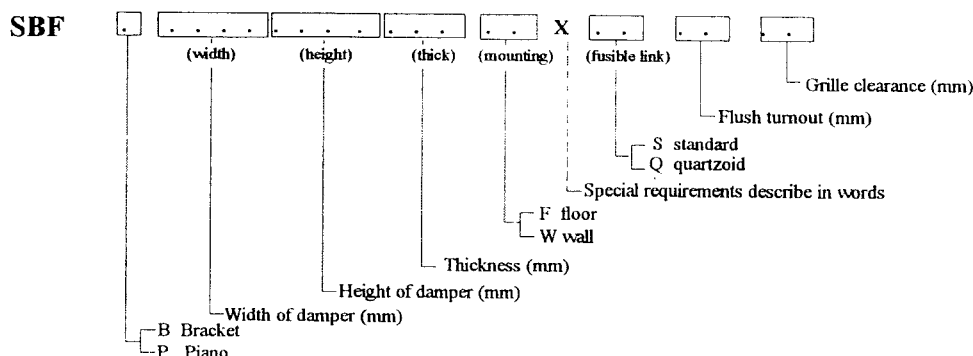 SBF X
(width) (height) (thick) (mounting) (fusible link)
Grille clearance (mm)
Flush turnout (mm)
S standard
Q quartzoid
Special requirements describe in words
F floor
W wall
Thickness (mm)
Height of damper (mm)
Width of damper (mm)
B Bracket
P Piano